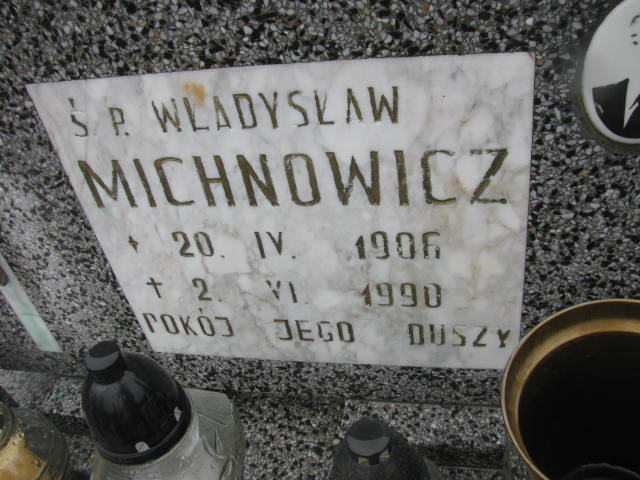 Ś. P. WŁADYSŁAW
MICHNOWICZ
20. IV. 1906
† 2. VI. 1990
POKÓJ JEGO DUSZY